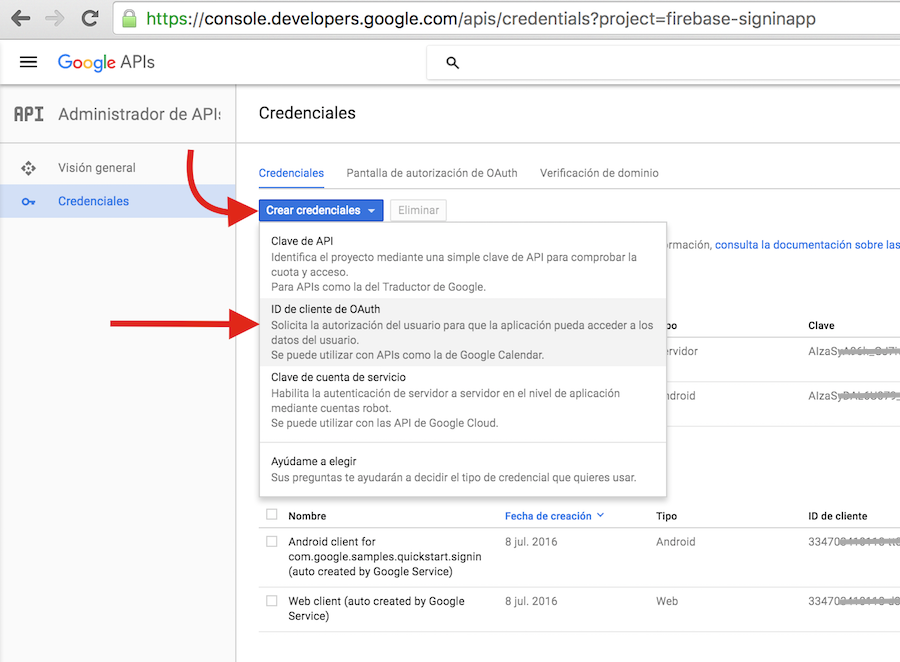 https://console.developers.google.com/apis/credentials?project=firebase-signinapp
Google APIs
API Administrador de APIs
Credenciales
Visión general
Credenciales
Credenciales Pantalla de autorización de OAuth Verificación de dominio
Crear credenciales Eliminar
Clave de API
Identifica el proyecto mediante una simple clave de API para comprobar la
cuota y acceso.
Para APIs como la del Traductor de Google.
ormación, consulta la documentación sobre las
ID de cliente de OAuth
Solicita la autorización del usuario para que la aplicación pueda acceder a los
datos del usuario.
Se puede utilizar con APIs como la de Google Calendar.
Clave de cuenta de servicio
Habilita la autenticación de servidor a servidor en el nivel de aplicación
mediante cuentas robot.
Se puede utilizar con las API de Google Cloud.
Ayúdame a elegir
Sus preguntas te ayudarán a decidir el tipo de credencial que quieres usar.
po Clave
ervidor AIzaSy
ndroid AIzaSy
Nombre Fecha de creación Tipo ID de cliente
Android client for 8 jul. 2016 Android 33470
com.google.samples.quickstart.signin
(auto created by Google Service)
Web client (auto created by Google 8 jul. 2016 Web 33470
Service)